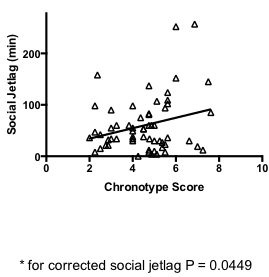 Social Jetlag (min)
200
100
0
0 2 4 6 8 10
Chronotype Score
* for corrected social jetlag P = 0.0449